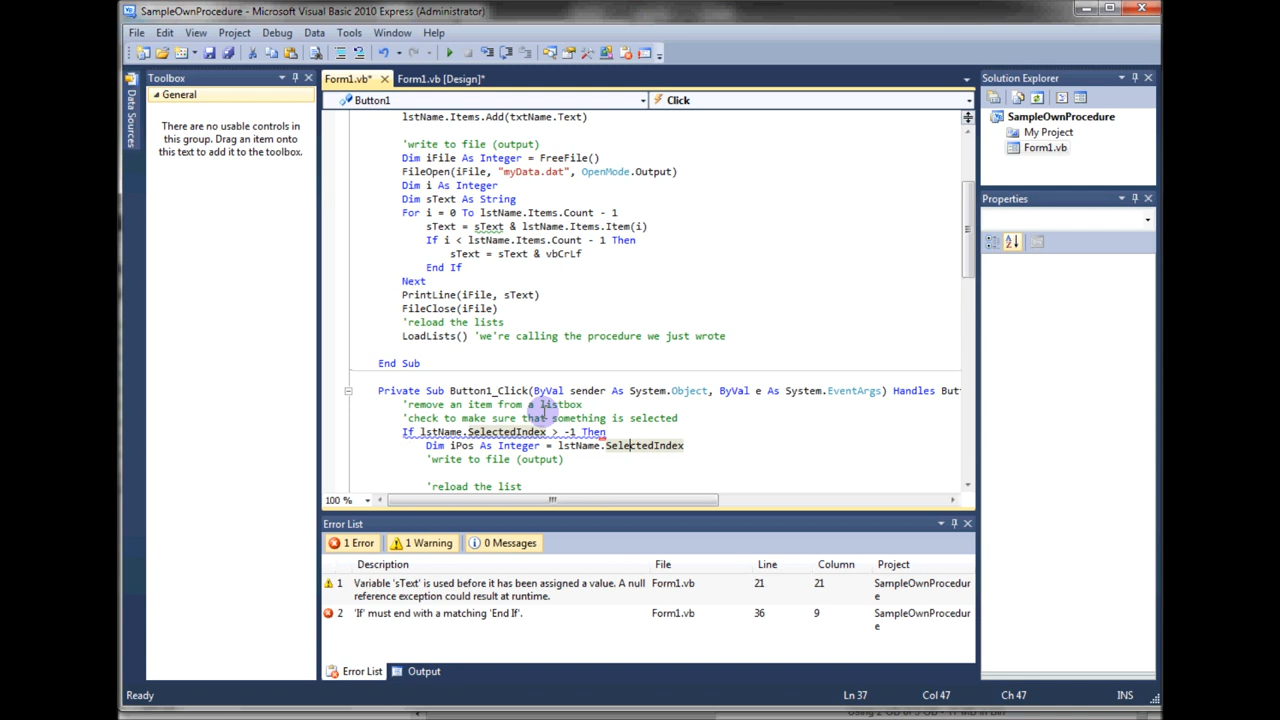 SampleOwnProcedure - Microsoft Visual Basic 2010 Express (Administrator)
File Edit View Project Debug Data Tools Window Help
Toolbox
General
There are no usable controls in
this group. Drag an item onto
this text to add it to the toolbox.
Data Sources
Form1.vb*
Form1.vb [Design]*
Button1
Click
lstName.Items.Add(txtName.Text)
'write to file (output)
Dim iFile As Integer = FreeFile()
FileOpen(iFile, "myData.dat", OpenMode.Output)
Dim i As Integer
Dim sText As String
For i = 0 To lstName.Items.Count - 1
sText = sText & lstName.Items.Item(i)
If i < lstName.Items.Count - 1 Then
sText = sText & vbCrLf
End If
Next
PrintLine(iFile, sText)
FileClose(iFile)
'reload the lists
LoadLists() 'we're calling the procedure we just wrote
End Sub
Private Sub Button1_Click(ByVal sender As System.Object, ByVal e As System.EventArgs) Handles Butt
'remove an item from a listbox
'check to make sure that something is selected
If lstName.SelectedIndex > -1 Then
Dim iPos As Integer = lstName.SelectedIndex
'write to file (output)
'reload the list
100 %
Error List
1 Error
1 Warning
0 Messages
Description File Line Column Project
1 Variable 'sText' is used before it has been assigned a value. A null
reference exception could result at runtime. Form1.vb 21 21 SampleOwnProcedur
e
2 'If' must end with a matching 'End If'. Form1.vb 36 9 SampleOwnProcedur
e
Error List
Output
Solution Explorer
SampleOwnProcedure
My Project
Form1.vb
Properties
Ready
Ln 37 Col 47 Ch 47 INS